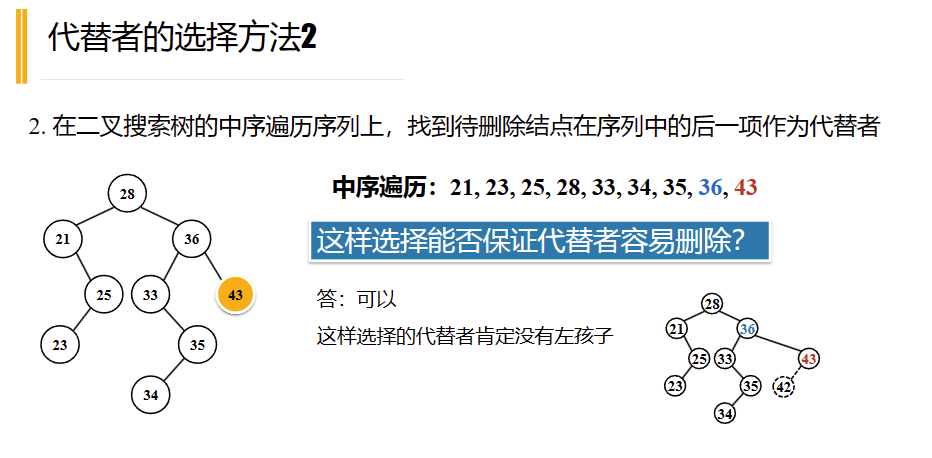 代替者的选择方法2
2. 在二叉搜索树的中序遍历序列上，找到待删除结点在序列中的后一项作为代替者
中序遍历：21, 23, 25, 28, 33, 34, 35, 36, 43
这样选择能否保证代替者容易删除？
答：可以
这样选择的代替者肯定没有左孩子
28
21 36
25 33 43
23 35
34
28
21 36
25 33 43
23 35 42
34